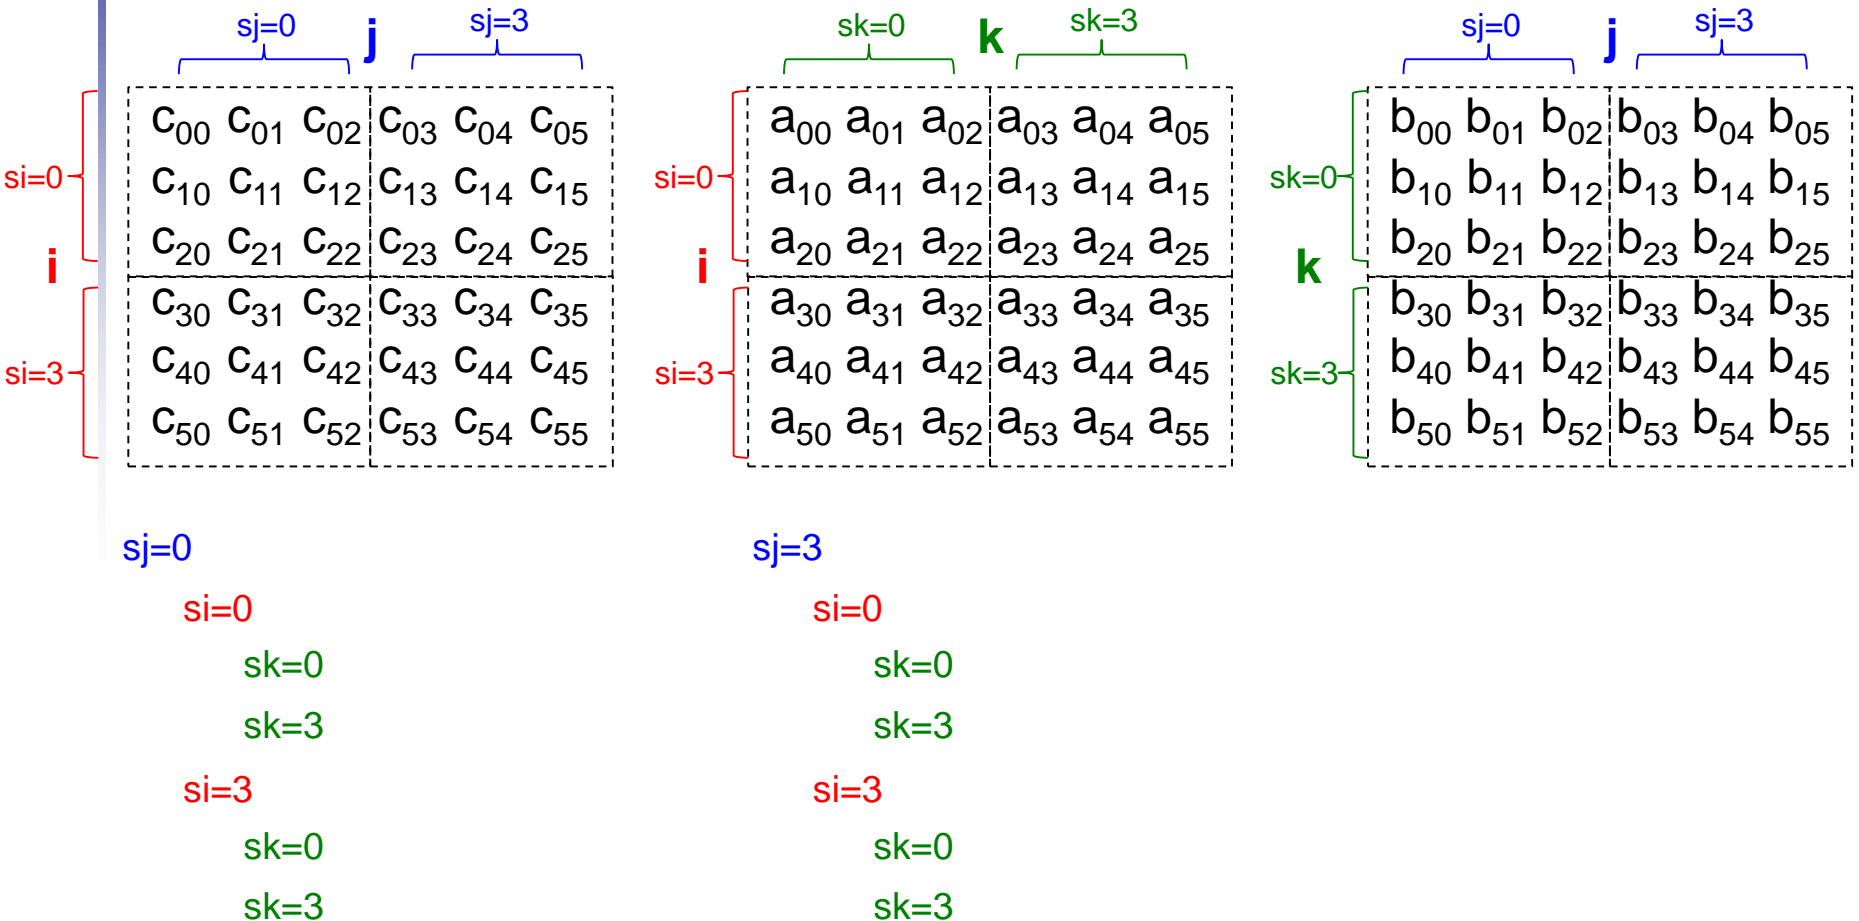 sj=0 j sj=3 sk=0 k sk=3 sj=0 j sj=3
c00 c01 c02 c03 c04 c05 a00 a01 a02 a03 a04 a05 b00 b01 b02 b03 b04 b05
si=0 c10 c11 c12 c13 c14 c15 si=0 a10 a11 a12 a13 a14 a15 sk=0 b10 b11 b12 b13 b14 b15
c20 c21 c22 c23 c24 c25 a20 a21 a22 a23 a24 a25 b20 b21 b22 b23 b24 b25
i i k
c30 c31 c32 c33 c34 c35 a30 a31 a32 a33 a34 a35 b30 b31 b32 b33 b34 b35
si=3 c40 c41 c42 c43 c44 c45 si=3 a40 a41 a42 a43 a44 a45 sk=3 b40 b41 b42 b43 b44 b45
c50 c51 c52 c53 c54 c55 a50 a51 a52 a53 a54 a55 b50 b51 b52 b53 b54 b55
sj=0 sj=3
si=0 si=0
sk=0 sk=0
sk=3 sk=3
si=3 si=3
sk=0 sk=0
sk=3 sk=3